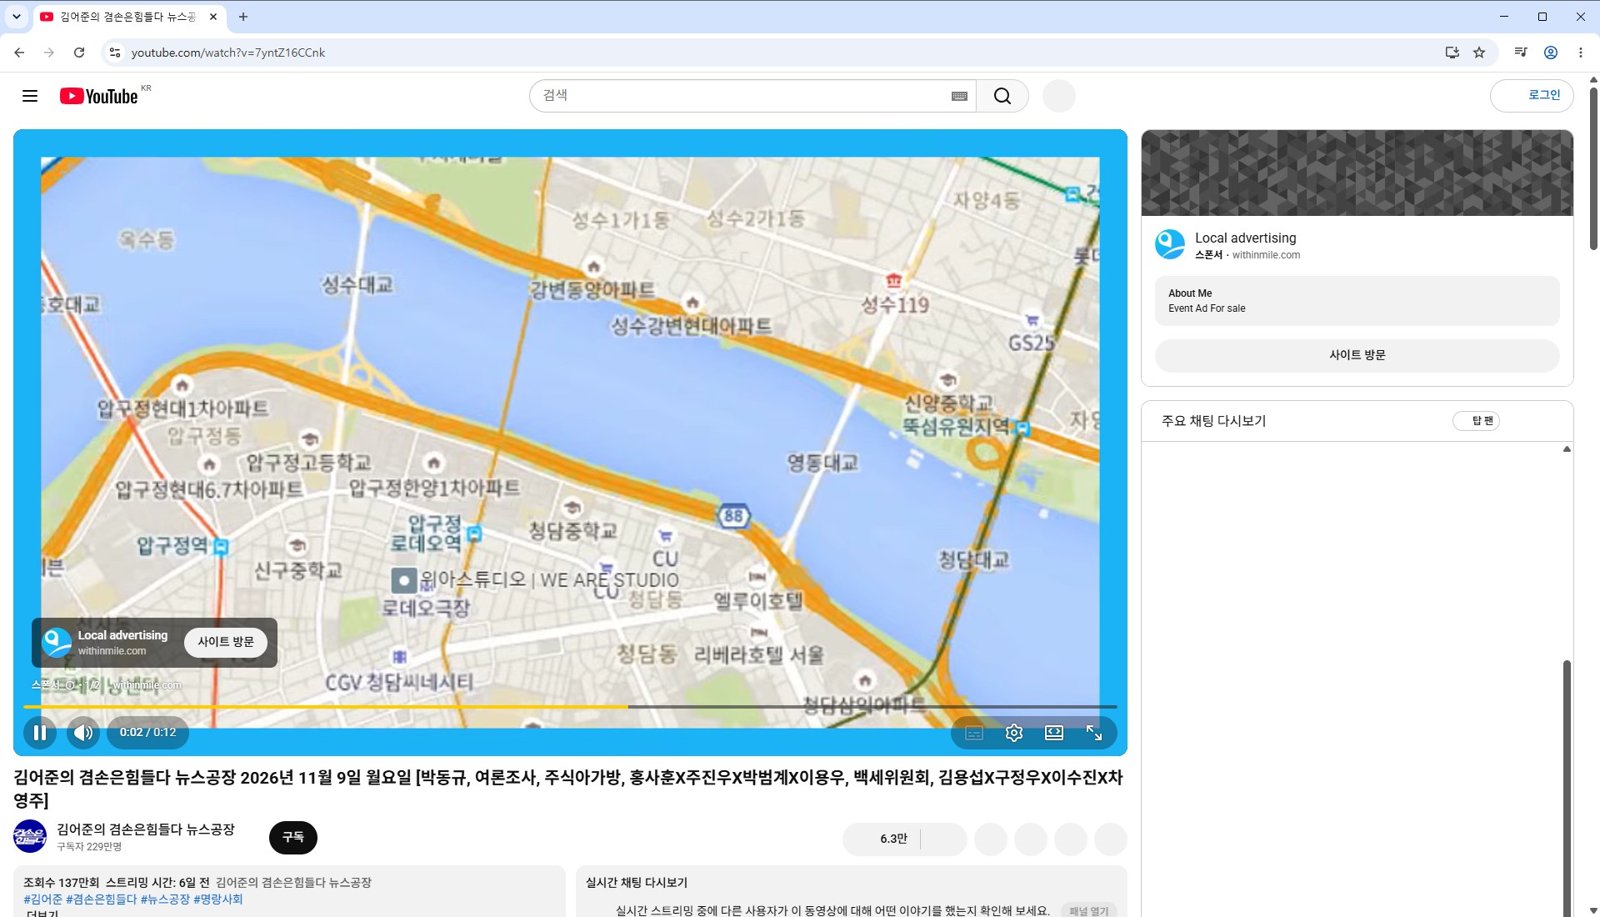 김어준의 겸손은힘들다 뉴스공
youtube.com/watch?v=7yntZ16CCnk
YouTube KR
검색
로그인
옥수동
성수1가1동
성수2가1동
자양4동
성수대교
동호대교
강변동양아파트
성수강변현대아파트
성수119
GS25
신양중학교
뚝섬유원지역
압구정현대1차아파트
압구정동
압구정고등학교
압구정현대6.7차아파트
압구정한양1차아파트
영동대교
88
압구정역
압구정
로데오역
청담중학교
CU
청담대교
신구중학교
위아스튜디오 | WE ARE STUDIO
CU
청담동
로데오극장
엘루이호텔
청담동
리베라호텔 서울
CGV 청담씨네시티
청담삼익아파트
Local advertising
withinmile.com
사이트 방문
스폰서 · 1/2 · withinmile.com
0:02 / 0:12
Local advertising
스폰서 · withinmile.com
About Me
Event Ad For sale
사이트 방문
주요 채팅 다시보기
탑 팬
김어준의 겸손은힘들다 뉴스공장 2026년 11월 9일 월요일 [박동규, 여론조사, 주식아가방, 홍사훈X주진우X박범계X이용우, 백세위원회, 김용섭X구정우X이수진X차
영주]
김어준의 겸손은힘들다 뉴스공장
구독자 229만명
구독
6.3만
조회수 137만회 스트리밍 시간: 6일 전 김어준의 겸손은힘들다 뉴스공장
#김어준 #겸손은힘들다 #뉴스공장 #명랑사회
더보기
실시간 채팅 다시보기
실시간 스트리밍 중에 다른 사용자가 이 동영상에 대해 어떤 이야기를 했는지 확인해 보세요.
패널 열기